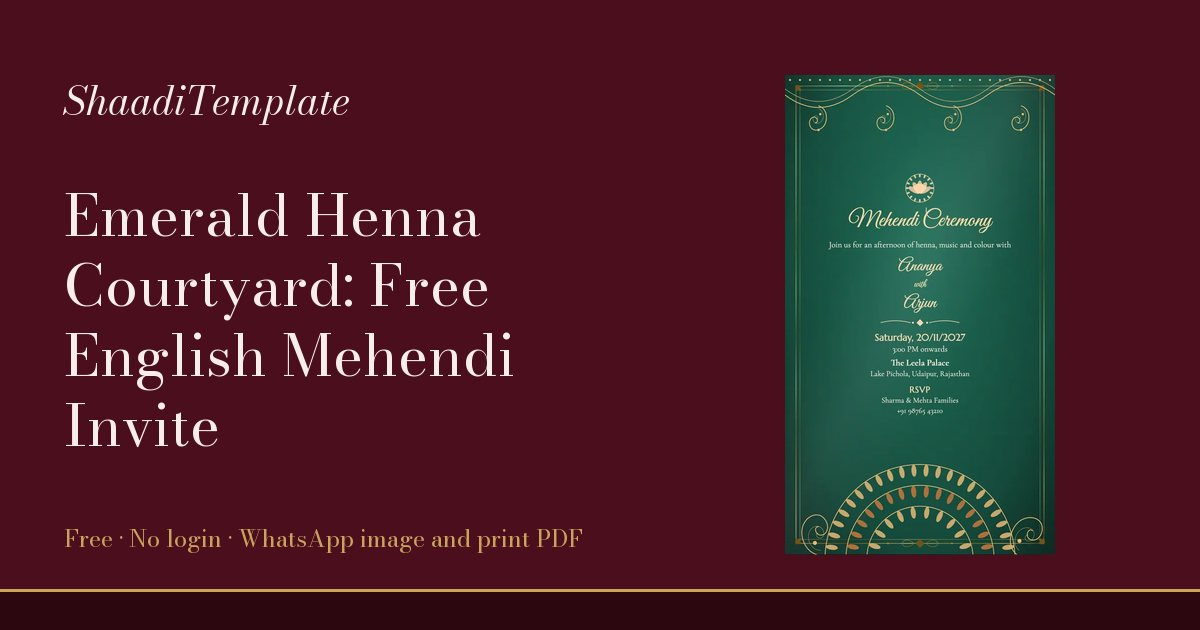 ShaadiTemplate
Emerald Henna
Courtyard: Free
English Mehendi
Invite
Free · No login · WhatsApp image and print PDF
Mehendi Ceremony
Join us for an afternoon of henna, music and colour with
Ananya
with
Arjun
Saturday, 20/11/2027
3:00 PM onwards
The Leela Palace
Lake Pichola, Udaipur, Rajasthan
RSVP
Sharma & Mehta Families
+91 98765 43210